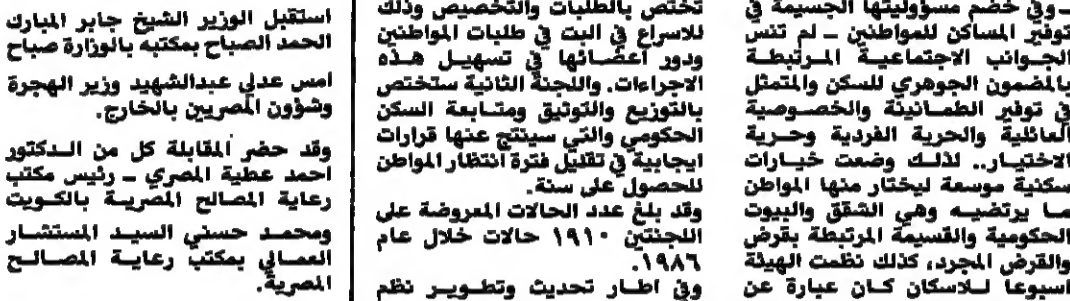 ـ وفي خضم مسؤوليتها الجسيمة في
توفير المساكن للمواطنين ـ لم تنس
الجوانب الاجتماعية المرتبطة
بالمضمون الجوهري للسكن والمتمثل
في توفير الطمانينة والخصوصية
العائلية والحرية الفردية وحرية
الاختيار.. لذلك وضعت خيارات
سكنية موسعة ليختار منها المواطن
ما يرتضيه وهي الشقق والبيوت
الحكومية والقسيمة المرتبطة بقرض
والقرض المجرد، كذلك نظمت الهيئة
اسبوعا للاسكان كان عبارة عن
تختص بالطلبات والتخصيص وذلك
للاسراع في البت في طلبات المواطنين
ودور اعضائها في تسهيل هذه
الاجراءات. واللجنة الثانية ستختص
بالتوزيع والتوثيق ومتابعة السكن
الحكومي والتي سينتج عنها قرارات
ايجابية في تقليل فترة انتظار المواطن
للحصول على سنة.
وقد بلغ عدد الحالات المعروضة على
اللجنتين ١٩١٠ حالات خلال عام
١٩٨٦.
وفي اطار تحديث وتطوير نظم
استقبل الوزير الشيخ جابر المبارك
الحمد الصباح بمكتبه بالوزارة صباح
امس عدلي عبدالشهيد وزير الهجرة
وشؤون المصريين بالخارج.
وقد حضر المقابلة كل من الدكتور
احمد عطية المصري ـ رئيس مكتب
رعاية المصالح المصرية بالكويت
ومحمد حسني السيد المستشار
العمالي بمكتب رعاية المصالح
المصرية.